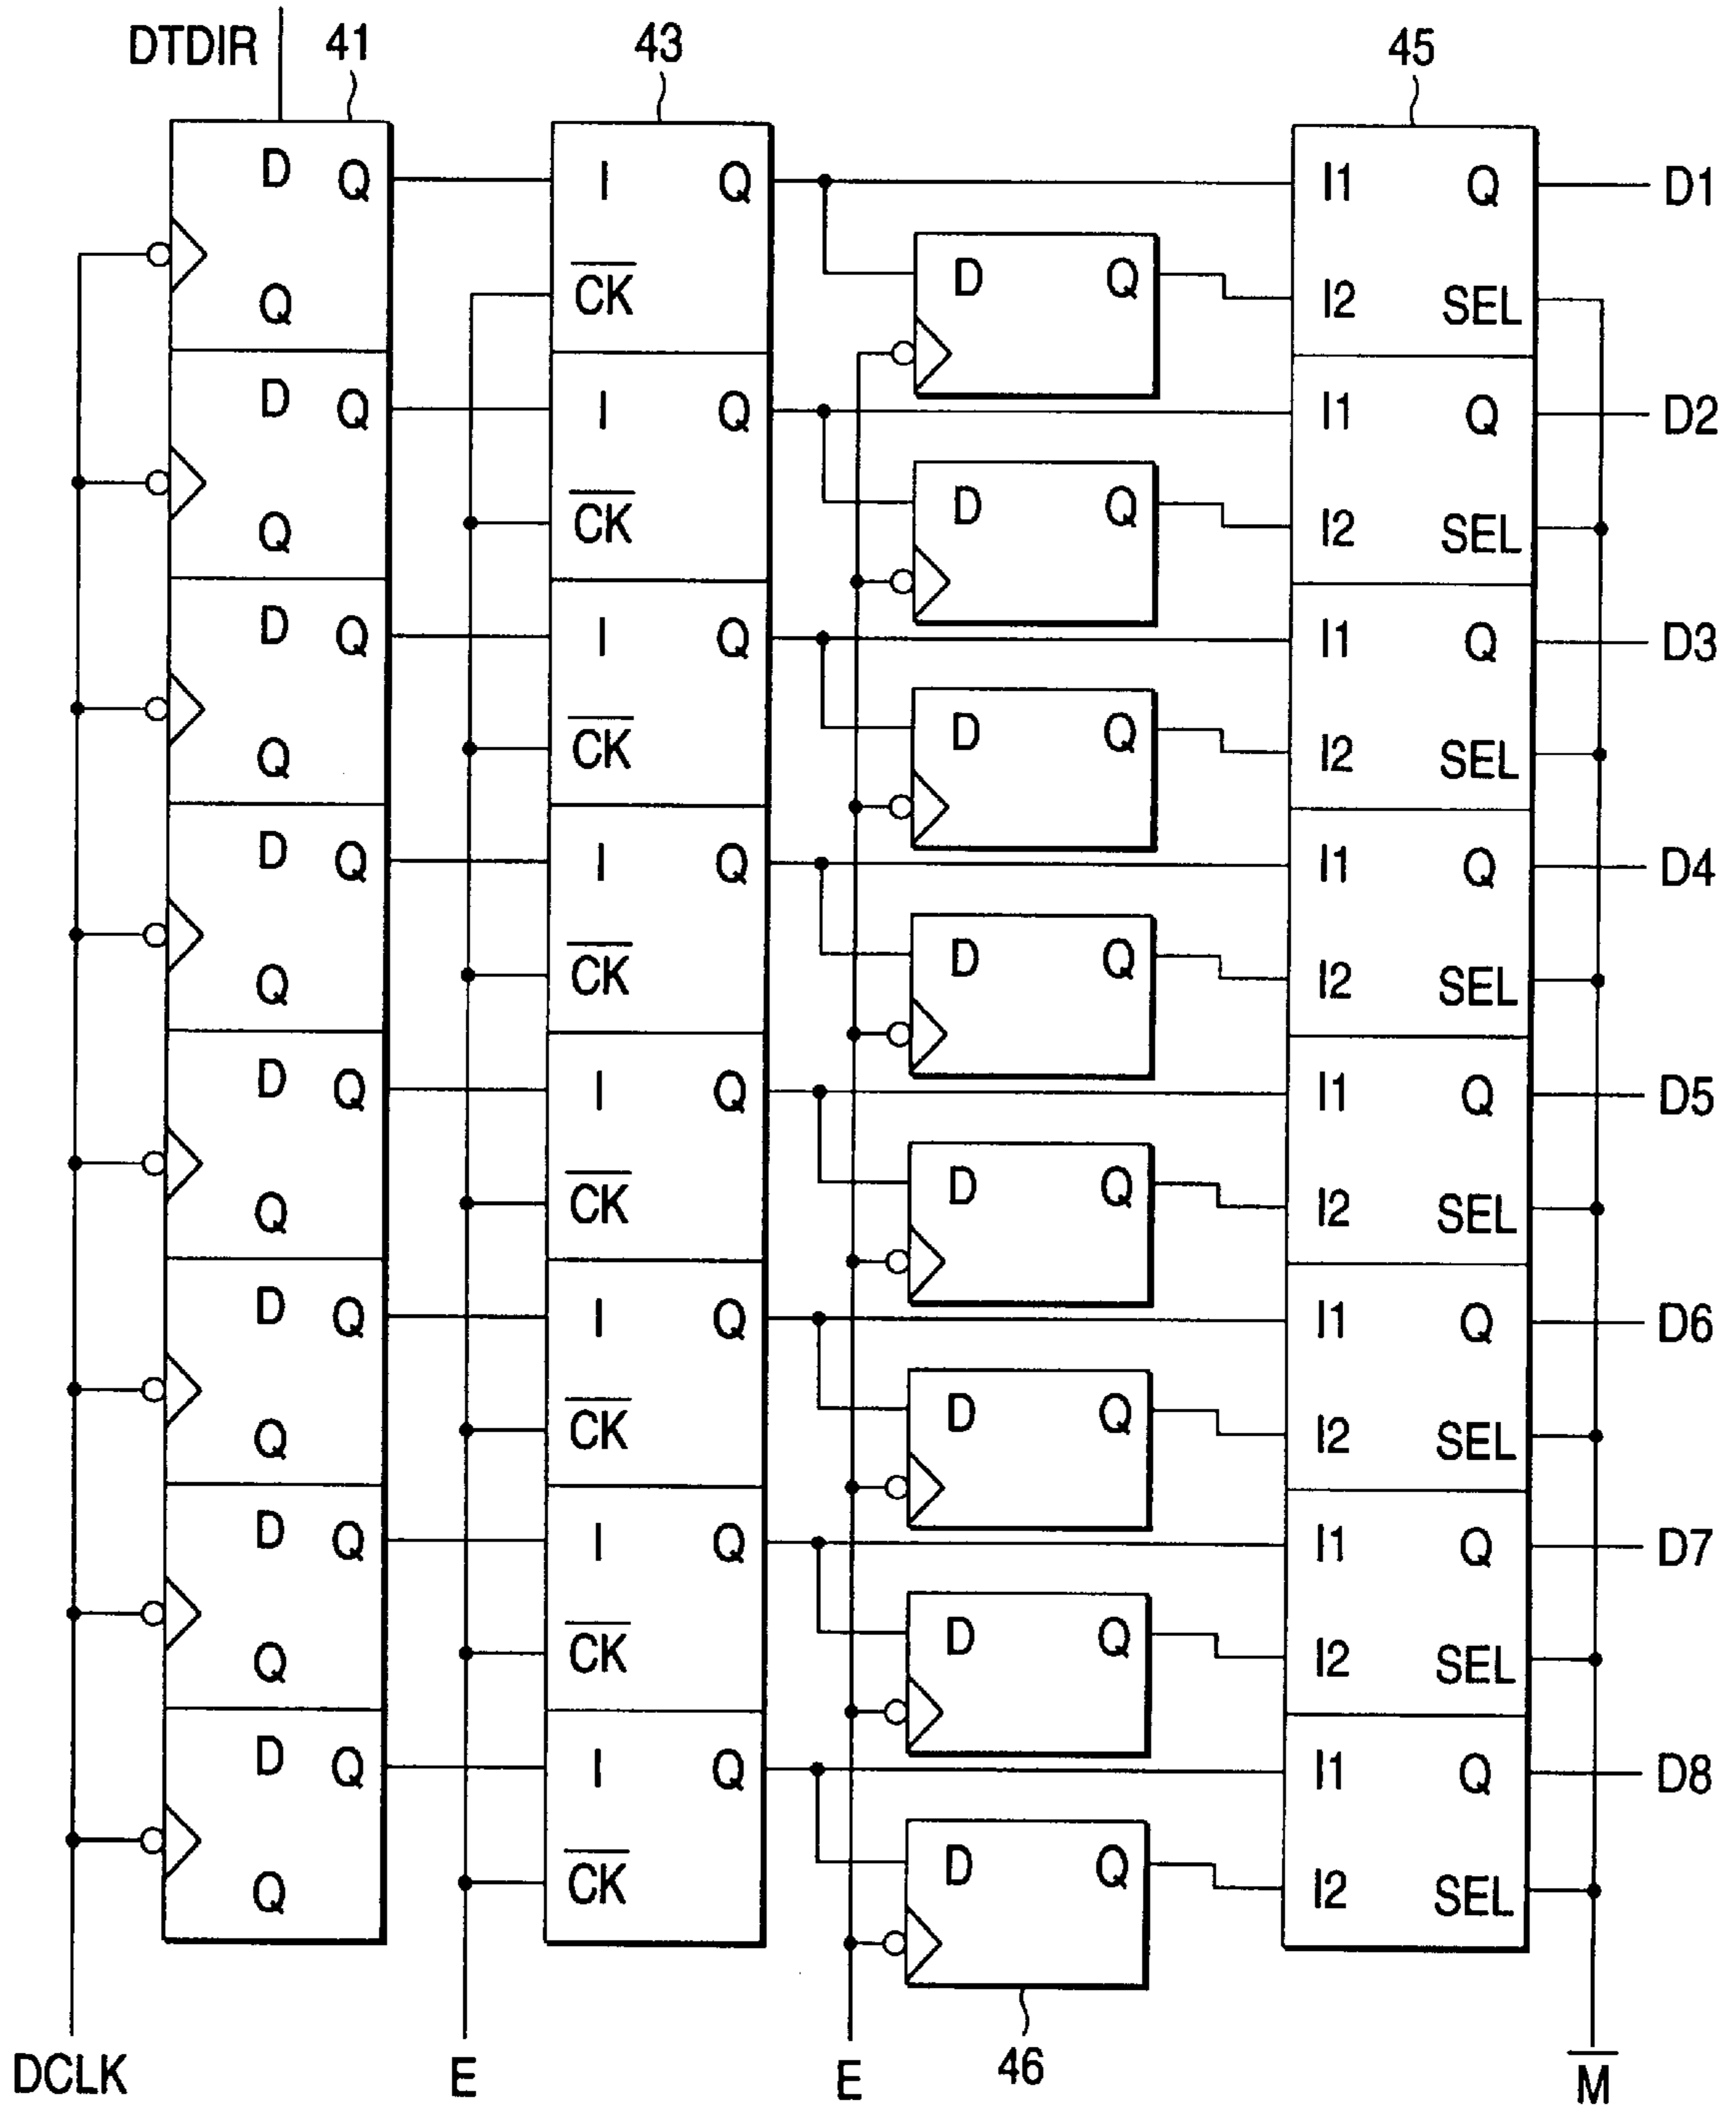 DTDIR 41 43 45
D Q I Q I1 Q D1
D Q
Q CK I2 SEL
D Q I Q I1 Q D2
D Q
Q CK I2 SEL
D Q I Q I1 Q D3
D Q
Q CK I2 SEL
D Q I Q I1 Q D4
D Q
Q CK I2 SEL
D Q I Q I1 Q D5
D Q
Q CK I2 SEL
D Q I Q I1 Q D6
D Q
Q CK I2 SEL
D Q I Q I1 Q D7
D Q
Q CK I2 SEL
D Q I Q I1 Q D8
D Q
Q CK I2 SEL
DCLK E E 46 M